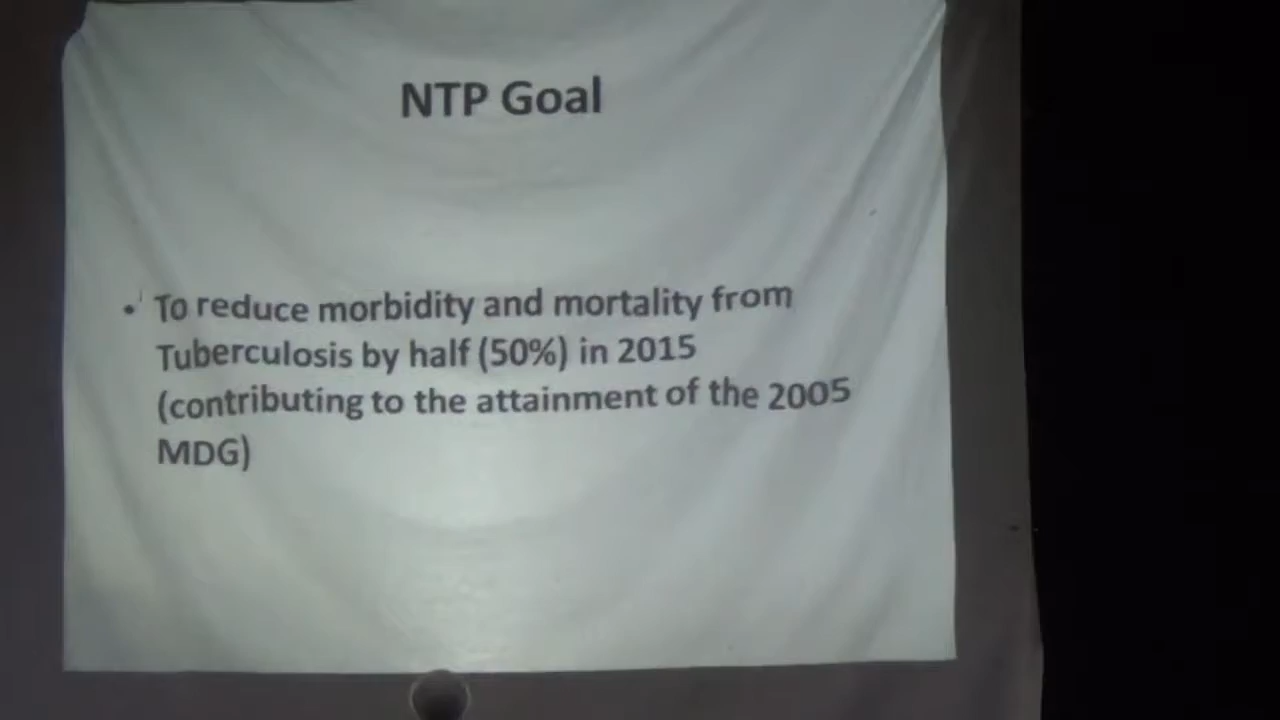 NTP Goal
• To reduce morbidity and mortality from
Tuberculosis by half (50%) in 2015
(contributing to the attainment of the 2005
MDG)